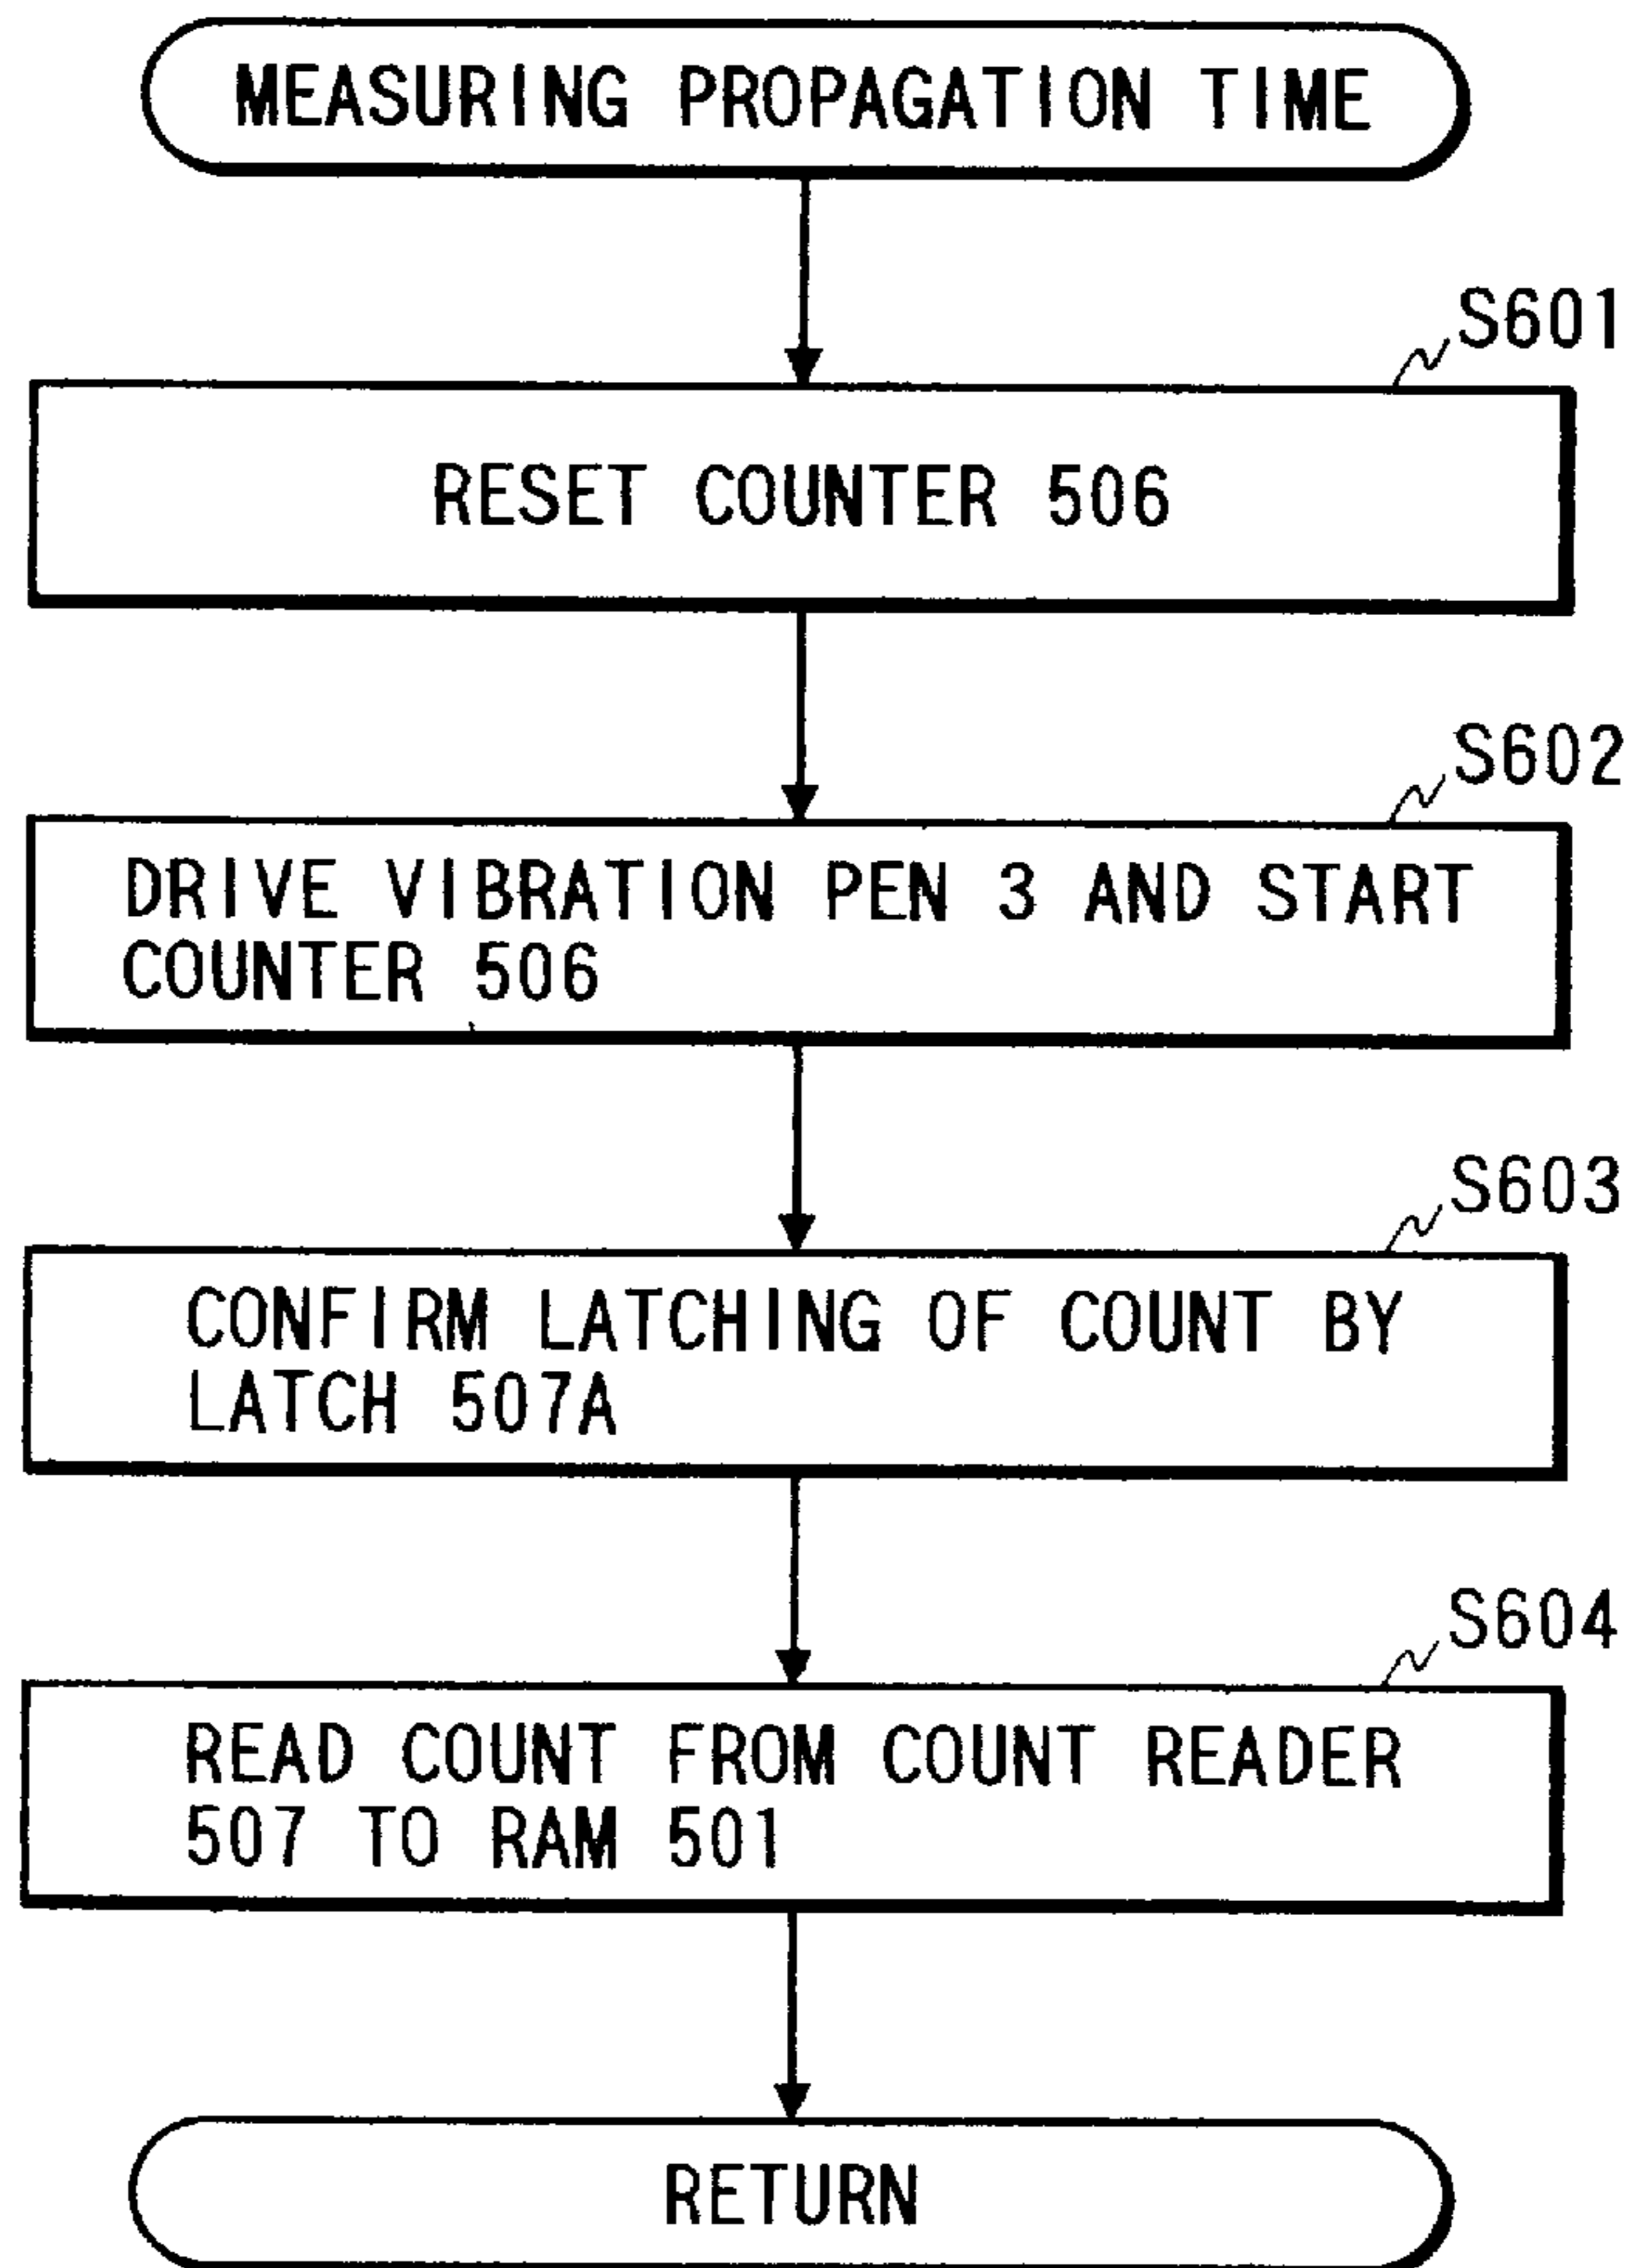 MEASURING PROPAGATION TIME
S601
RESET COUNTER 506
S602
DRIVE VIBRATION PEN 3 AND START
COUNTER 506
S603
CONFIRM LATCHING OF COUNT BY
LATCH 507A
S604
READ COUNT FROM COUNT READER
507 TO RAM 501
RETURN